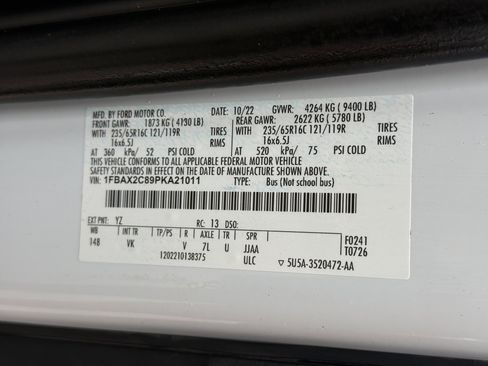 MFD. BY FORD MOTOR CO. DATE: 10/22 GVWR: 4264 KG (9400 LB)
FRONT GAWR: 1873 KG (4130 LB) REAR GAWR: 2622 KG (5780 LB)
WITH 235/65R16C 121/119R TIRES WITH 235/65R16C 121/119R TIRES
16x6.5J RIMS 16x6.5J RIMS
AT 360 kPa/ 52 PSI COLD AT 520 kPa/ 75 PSI COLD
THIS VEHICLE CONFORMS TO ALL APPLICABLE FEDERAL MOTOR VEHICLE
SAFETY STANDARDS IN EFFECT ON THE DATE OF MANUFACTURE SHOWN ABOVE.
VIN: 1FBAX2C89PKA21011 TYPE: Bus (Not school bus)
EXT PNT: YZ RC: 13 DSO:
WB INT TR TP/PS R AXLE TR SPR F0241
148 VK V 7L U JJAA T0726
1202210138375 ULC ▽ 5U5A-3520472-AA